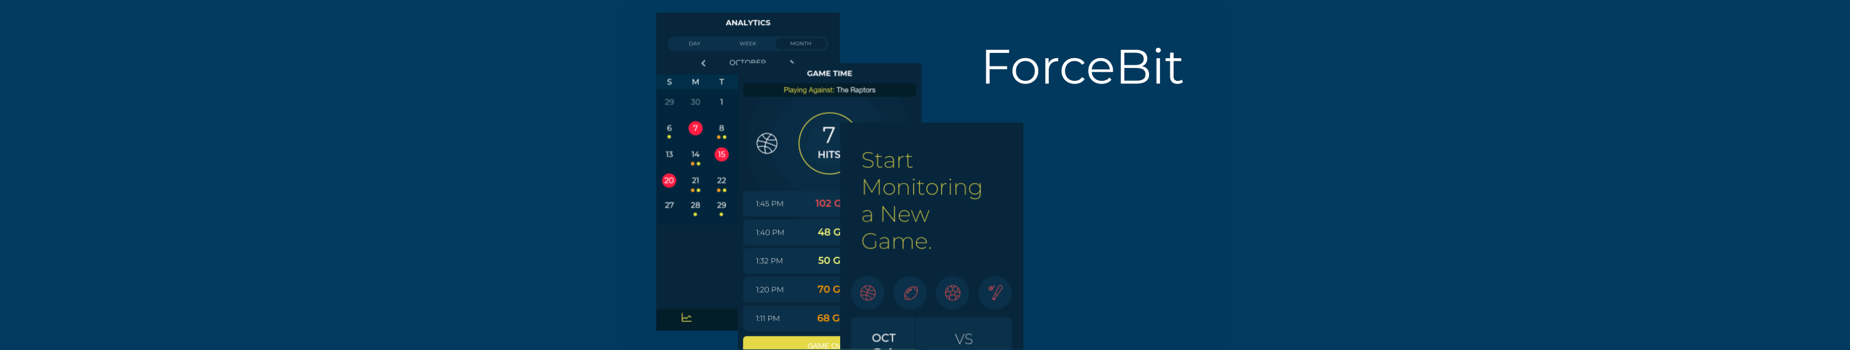 ANALYTICS
DAY WEEK MONTH
OCTOBER
S M T
29 30 1
6 7 8
13 14 15
20 21 22
27 28 29
GAME TIME
Playing Against: The Raptors
7
HITS
1:45 PM 102 G
1:40 PM 48 G
1:32 PM 50 G
1:20 PM 70 G
1:11 PM 68 G
Start
Monitoring
a New
Game.
OCT VS
ForceBit